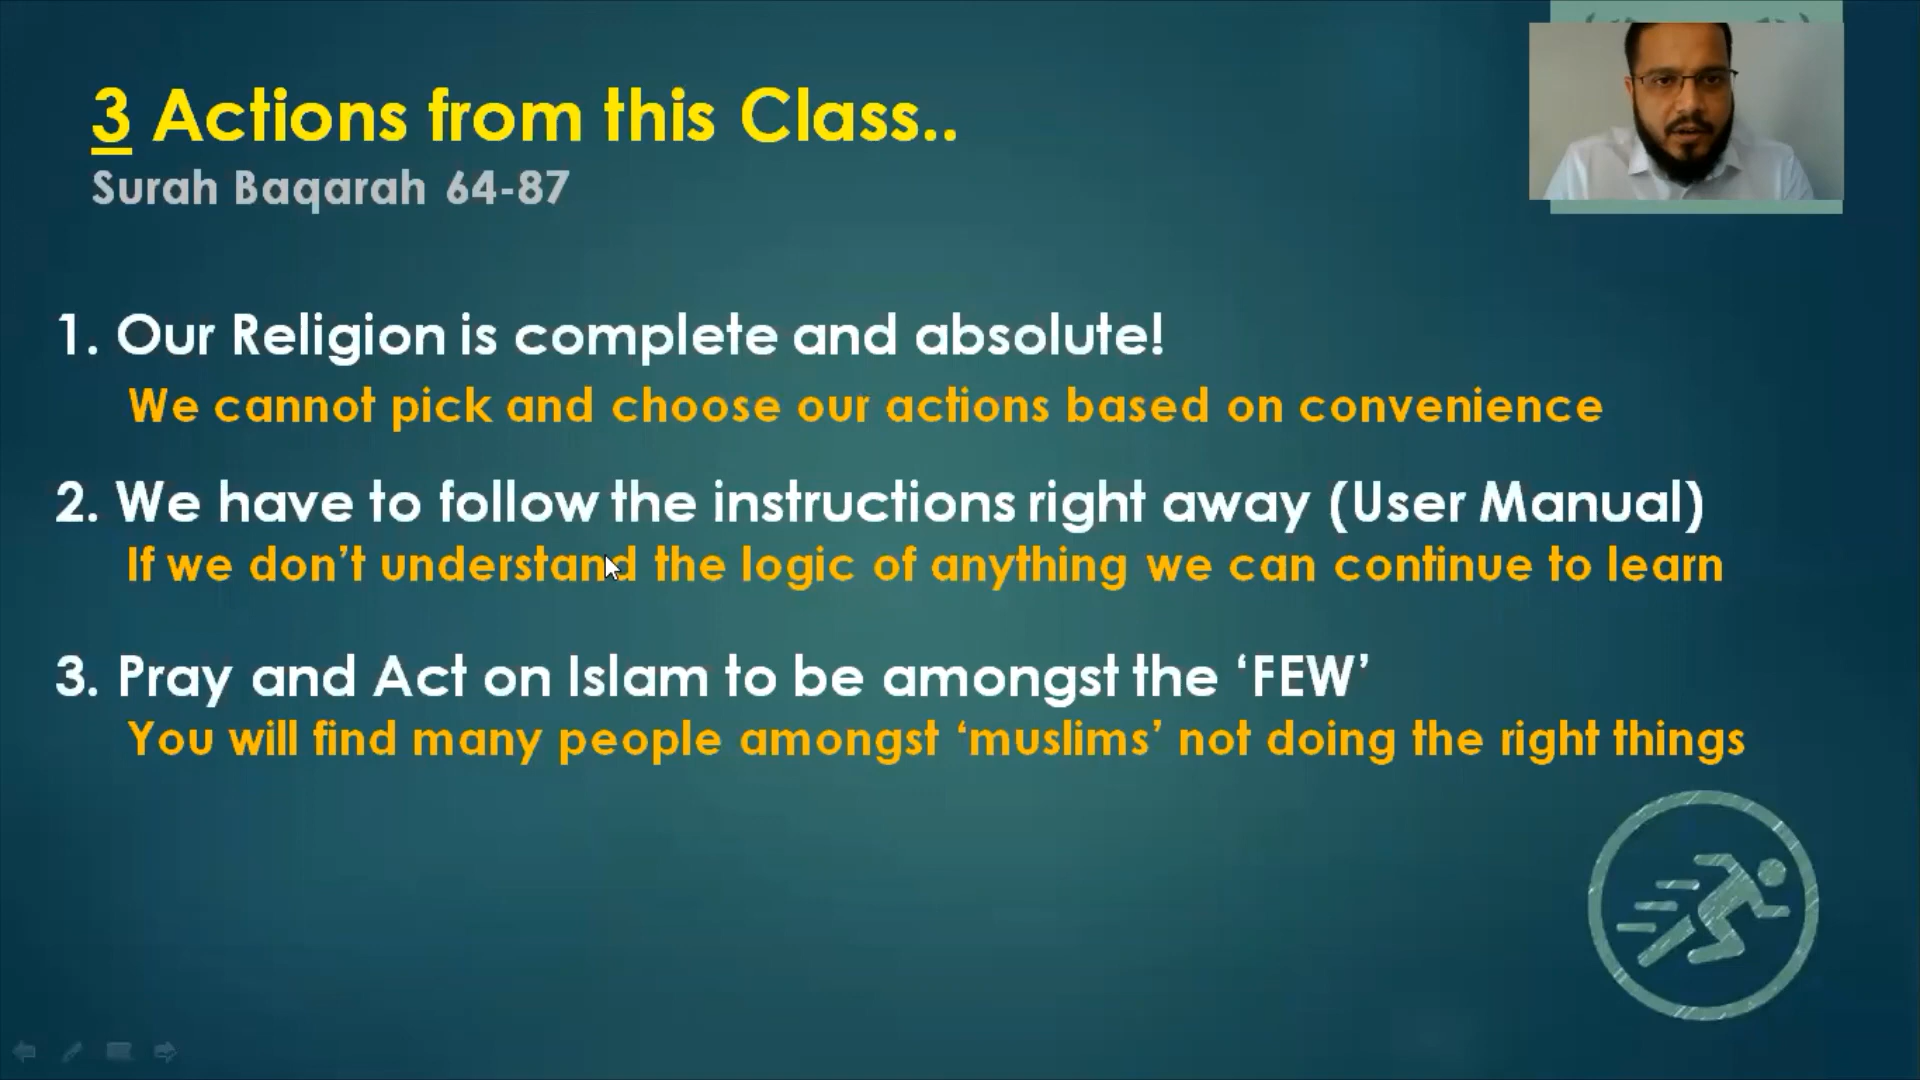 3 Actions from this Class..
Surah Baqarah 64-87
1. Our Religion is complete and absolute!
We cannot pick and choose our actions based on convenience
2. We have to follow the instructions right away (User Manual)
If we don't understand the logic of anything we can continue to learn
3. Pray and Act on Islam to be amongst the ‘FEW’
You will find many people amongst ‘muslims’ not doing the right things